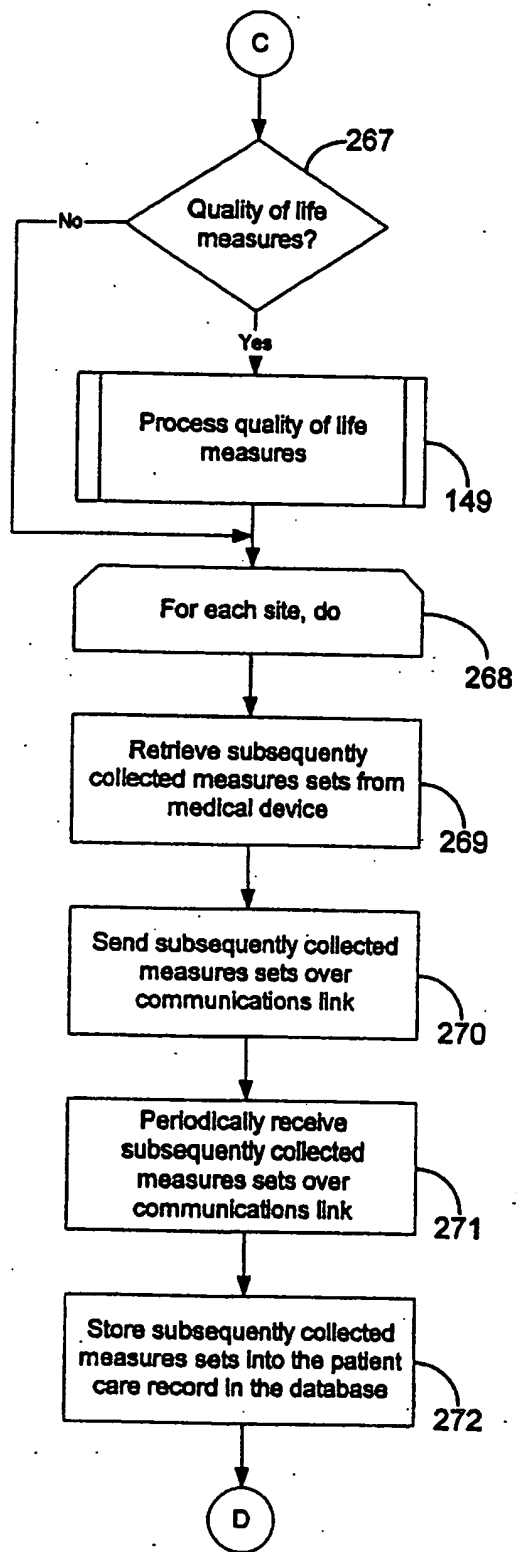 C
267
Quality of life
measures?
No
Yes
Process quality of life
measures
149
For each site, do
268
Retrieve subsequently
collected measures sets from
medical device
269
Send subsequently collected
measures sets over
communications link
270
Periodically receive
subsequently collected
measures sets over
communications link
271
Store subsequently collected
measures sets into the patient
care record in the database
272
D